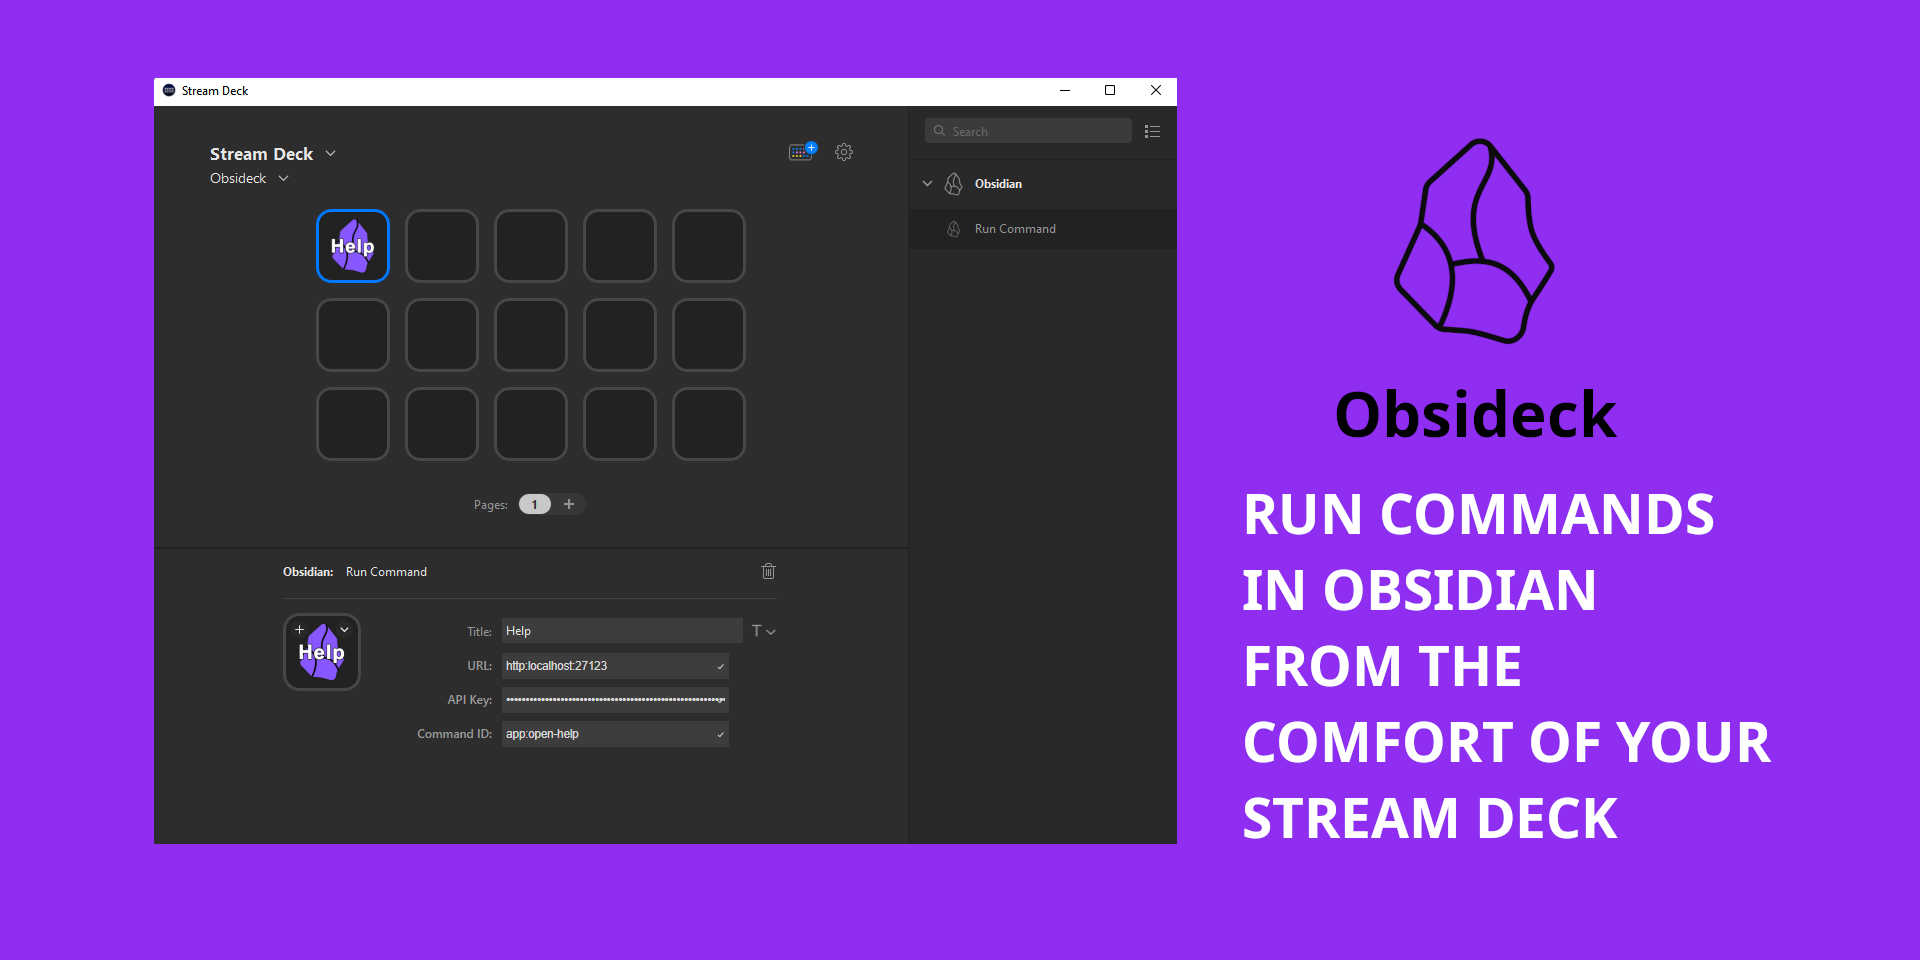 Stream Deck
Stream Deck
Obsideck
Help
Pages: 1 +
Obsidian: Run Command
Help
Title: Help T
URL: http:localhost:27123
API Key: ••••••••••••••••••••••••••••••••••••••••••••••••••••••••
Command ID: app:open-help
Search
Obsidian
Run Command
Obsideck
RUN COMMANDS
IN OBSIDIAN
FROM THE
COMFORT OF YOUR
STREAM DECK